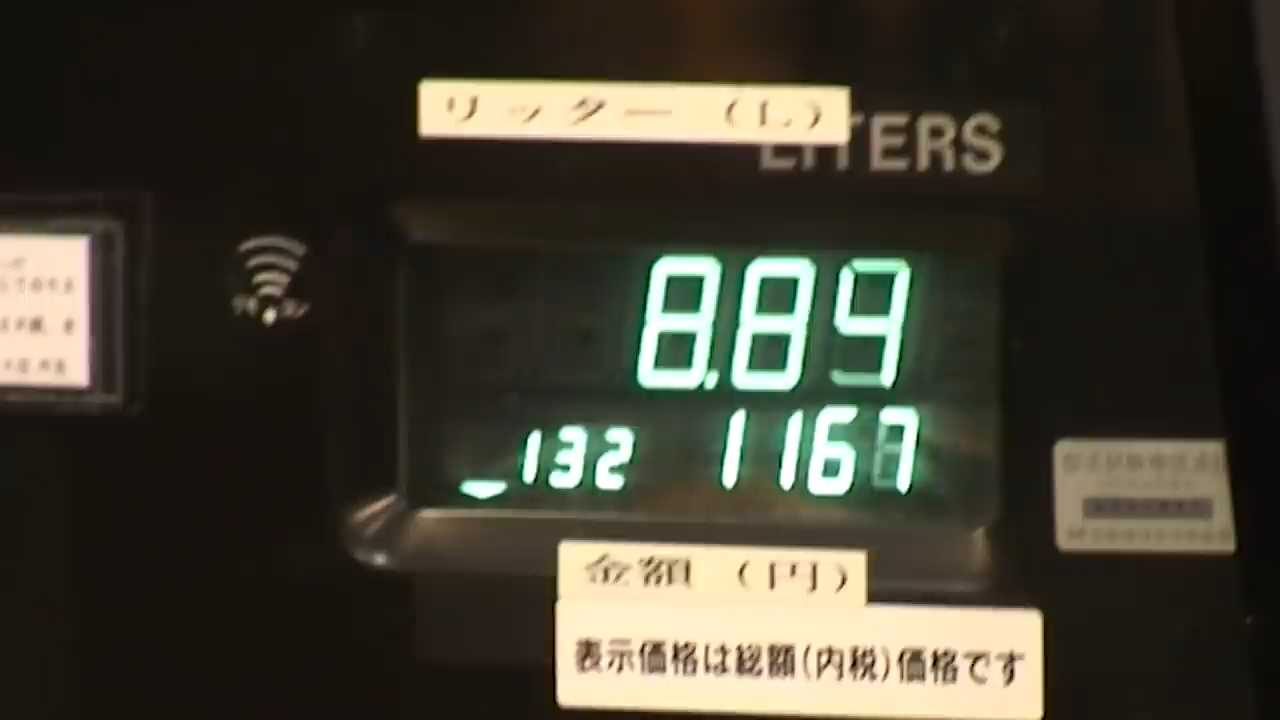 リッター (L)
LITERS
8.84
132 1167
金額 (円)
表示価格は総額(内税)価格です